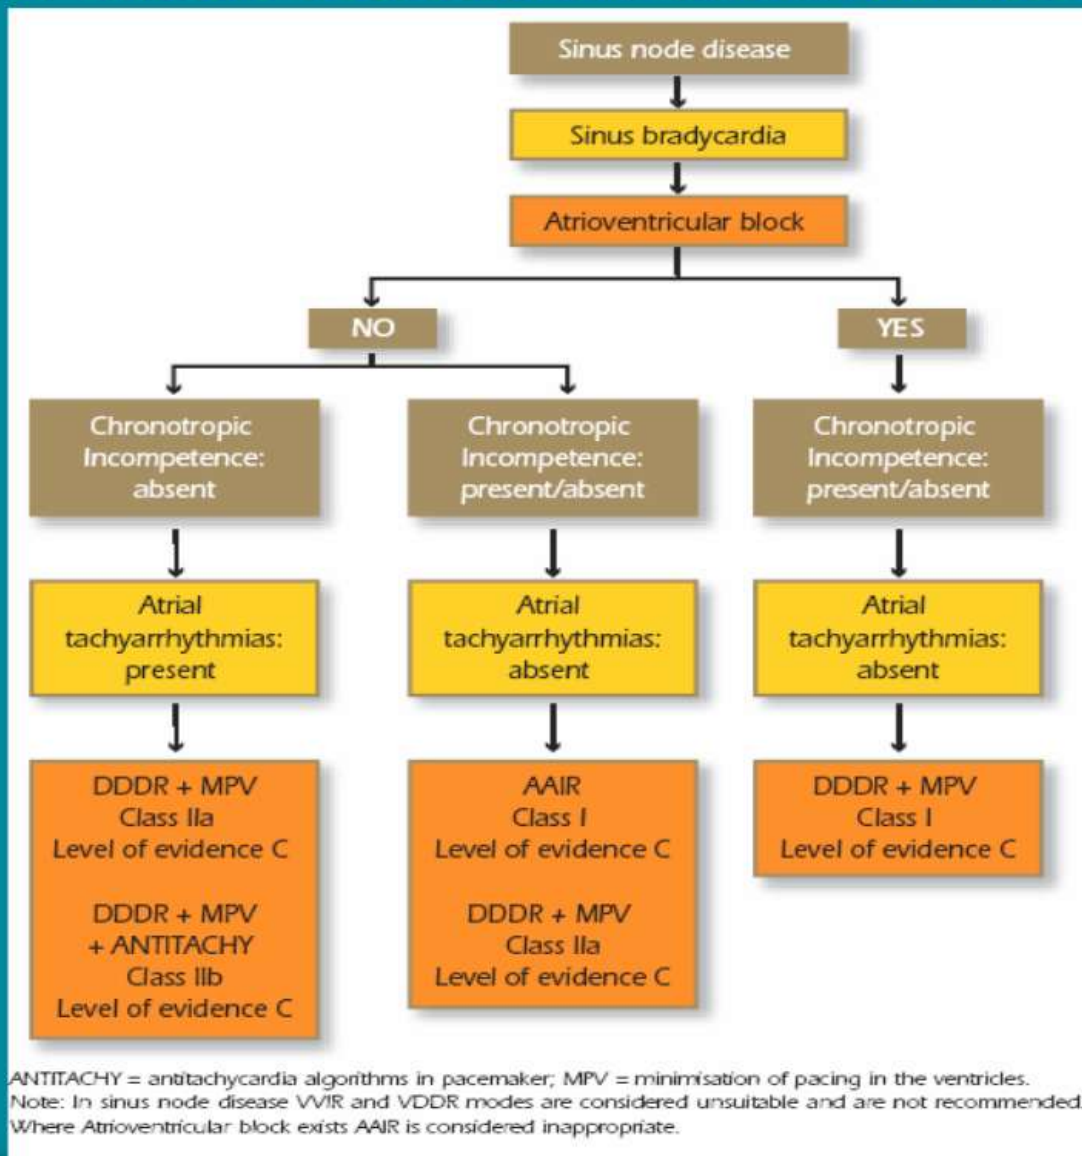 Sinus node disease
Sinus bradycardia
Atrioventricular block
NO
YES
Chronotropic
Incompetence:
absent
Chronotropic
Incompetence:
present/absent
Chronotropic
Incompetence:
present/absent
Atrial
tachyarrhythmias:
present
Atrial
tachyarrhythmias:
absent
Atrial
tachyarrhythmias:
absent
DDDR + MPV
Class IIa
Level of evidence C
DDDR + MPV
+ ANTITACHY
Class IIb
Level of evidence C
AAIR
Class I
Level of evidence C
DDDR + MPV
Class IIa
Level of evidence C
DDDR + MPV
Class I
Level of evidence C
ANTITACHY = antitachycardia algorithms in pacemaker; MPV = minimisation of pacing in the ventricles.
Note: In sinus node disease VVIR and VDDR modes are considered unsuitable and are not recommended.
Where Atrioventricular block exists AAIR is considered inappropriate.